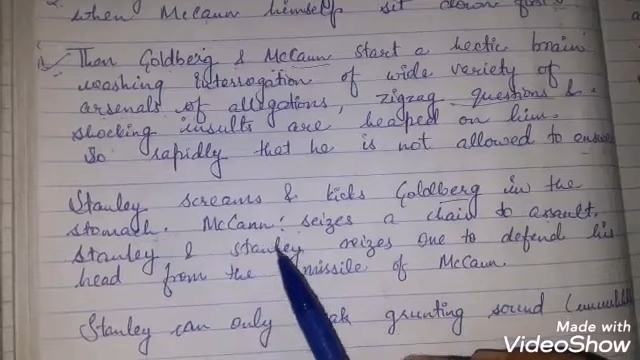 when McCann himself sit down first
Then Goldberg & McCann start a hectic brain
washing interrogation of wide variety of
arsenals of allegations, zigzag questions &
shocking insults are heaped on him.
So rapidly that he is not allowed to answer
Stanley screams & kicks Goldberg in the
stomach. McCann: seizes a chair to assault.
Stanley & Stanley seizes one to defend his
head from the missile of McCann.
Stanley can only grunting sound
Made with
VideoShow